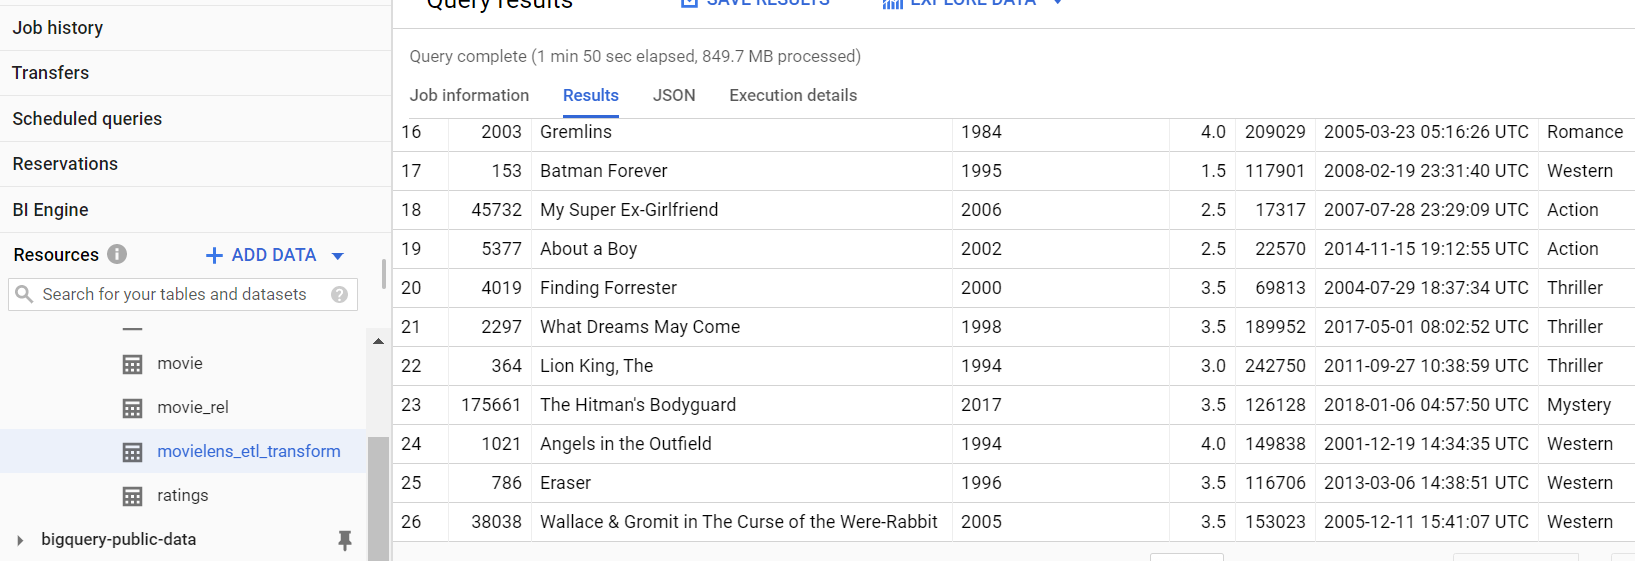 Job history
Transfers
Scheduled queries
Reservations
BI Engine
Resources
ADD DATA
Search for your tables and datasets
movie
movie_rel
movielens_etl_transform
ratings
bigquery-public-data
Query results SAVE RESULTS EXPLORE DATA
Query complete (1 min 50 sec elapsed, 849.7 MB processed)
Job information Results JSON Execution details
16 2003 Gremlins 1984 4.0 209029 2005-03-23 05:16:26 UTC Romance
17 153 Batman Forever 1995 1.5 117901 2008-02-19 23:31:40 UTC Western
18 45732 My Super Ex-Girlfriend 2006 2.5 17317 2007-07-28 23:29:09 UTC Action
19 5377 About a Boy 2002 2.5 22570 2014-11-15 19:12:55 UTC Action
20 4019 Finding Forrester 2000 3.5 69813 2004-07-29 18:37:34 UTC Thriller
21 2297 What Dreams May Come 1998 3.5 189952 2017-05-01 08:02:52 UTC Thriller
22 364 Lion King, The 1994 3.0 242750 2011-09-27 10:38:59 UTC Thriller
23 175661 The Hitman's Bodyguard 2017 3.5 126128 2018-01-06 04:57:50 UTC Mystery
24 1021 Angels in the Outfield 1994 4.0 149838 2001-12-19 14:34:35 UTC Western
25 786 Eraser 1996 3.5 116706 2013-03-06 14:38:51 UTC Western
26 38038 Wallace & Gromit in The Curse of the Were-Rabbit 2005 3.5 153023 2005-12-11 15:41:07 UTC Western